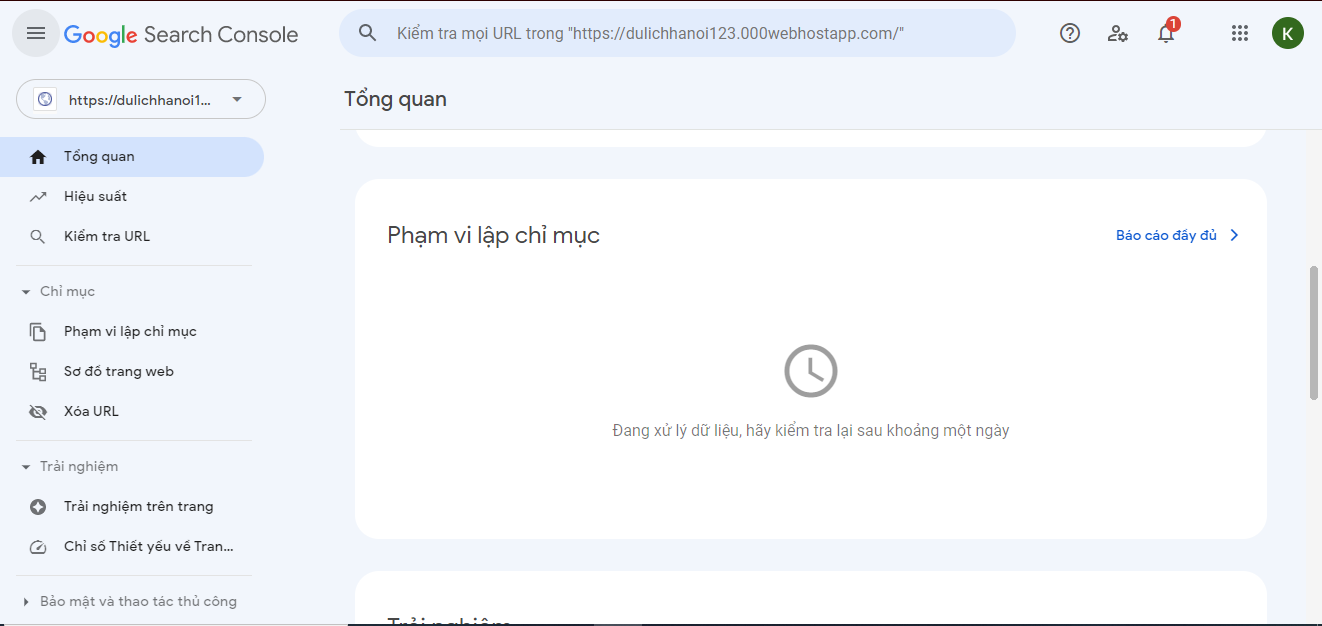 Google Search Console
Kiểm tra mọi URL trong "https://dulichhanoi123.000webhostapp.com/"
1
K
https://dulichhanoi1...
Tổng quan
Tổng quan
Hiệu suất
Kiểm tra URL
Chỉ mục
Phạm vi lập chỉ mục
Sơ đồ trang web
Xóa URL
Trải nghiệm
Trải nghiệm trên trang
Chỉ số Thiết yếu về Tran...
Bảo mật và thao tác thủ công
Phạm vi lập chỉ mục
Báo cáo đầy đủ
Đang xử lý dữ liệu, hãy kiểm tra lại sau khoảng một ngày
Trải nghiệm